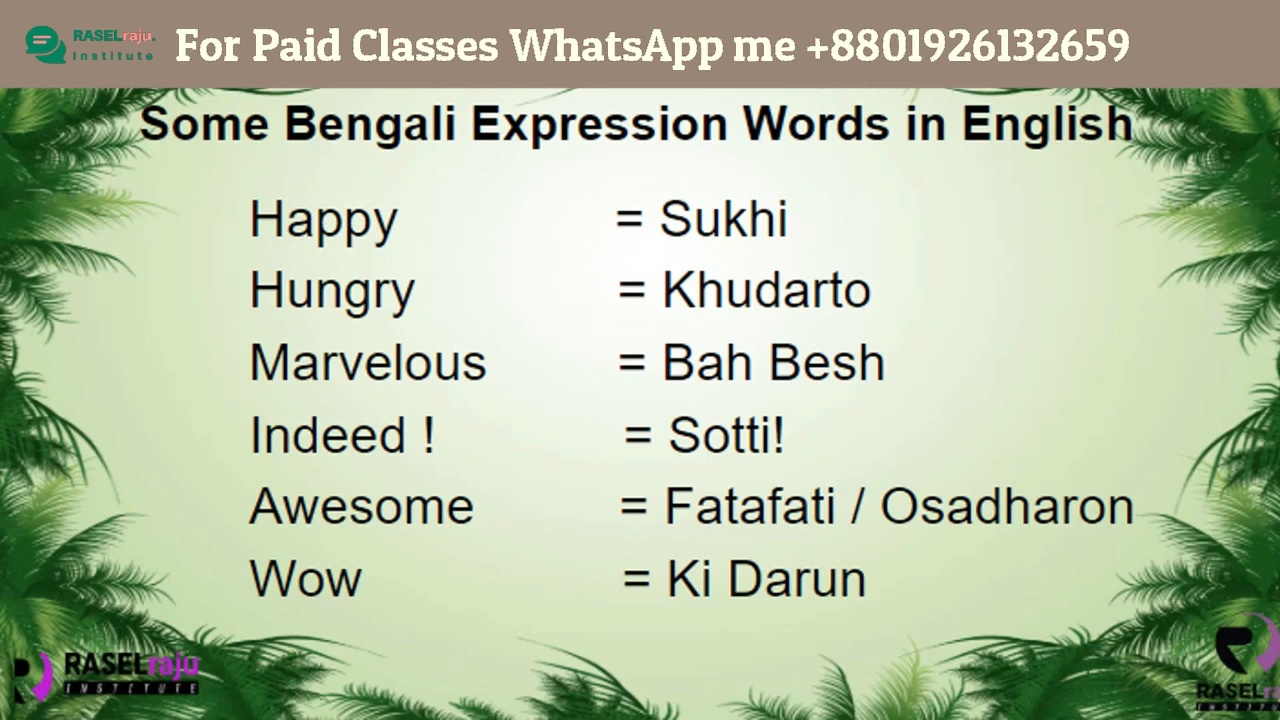 RASELraju.
Institute
For Paid Classes WhatsApp me +8801926132659
Some Bengali Expression Words in English
Happy = Sukhi
Hungry = Khudarto
Marvelous = Bah Besh
Indeed ! = Sotti!
Awesome = Fatafati / Osadharon
Wow = Ki Darun
RASELraju
INSTITUTE
RASELr